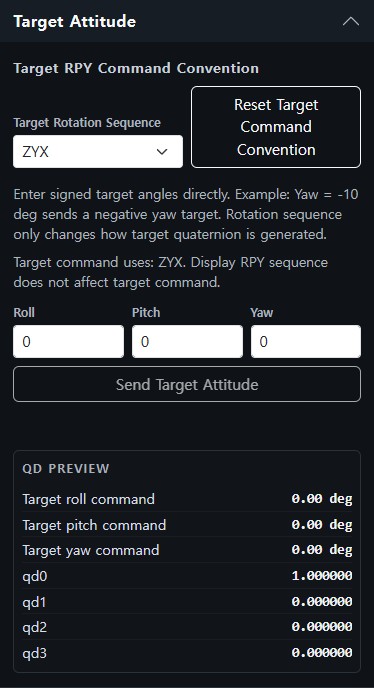 Target Attitude
Target RPY Command Convention
Target Rotation Sequence
ZYX
Reset Target
Command
Convention
Enter signed target angles directly. Example: Yaw = -10
deg sends a negative yaw target. Rotation sequence
only changes how target quaternion is generated.
Target command uses: ZYX. Display RPY sequence
does not affect target command.
Roll Pitch Yaw
0 0 0
Send Target Attitude
QD PREVIEW
Target roll command 0.00 deg
Target pitch command 0.00 deg
Target yaw command 0.00 deg
qd0 1.000000
qd1 0.000000
qd2 0.000000
qd3 0.000000